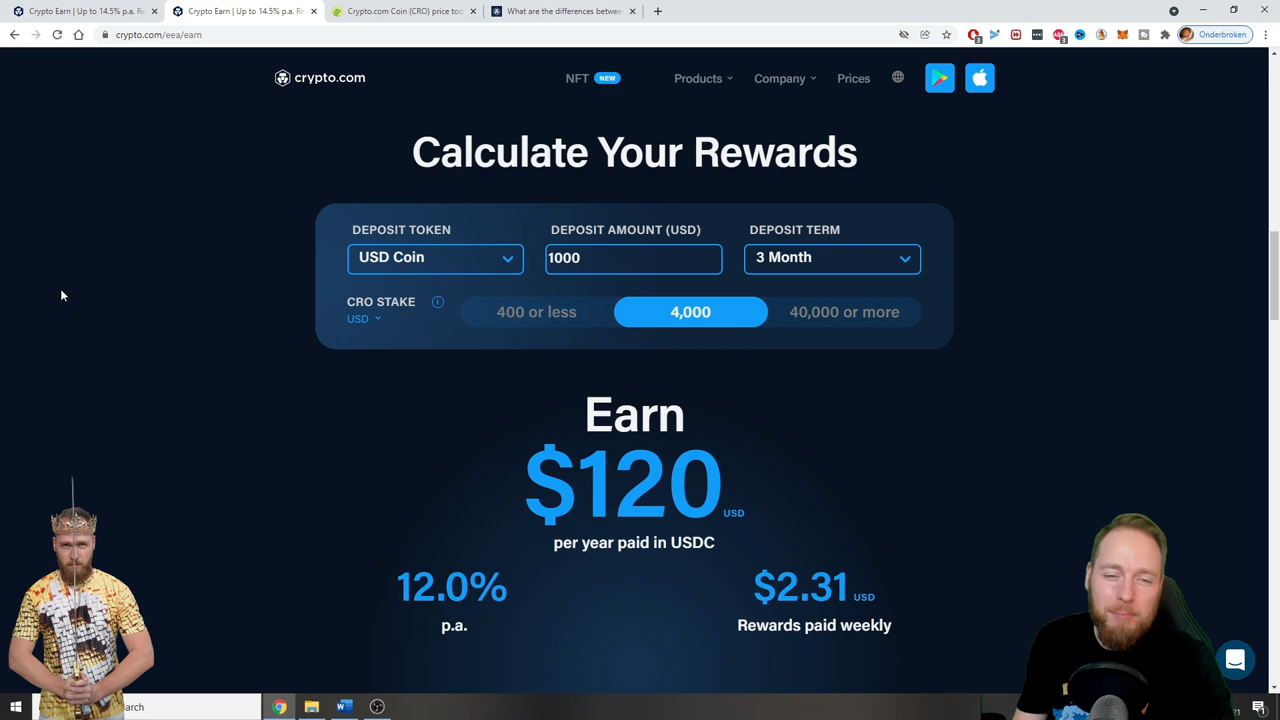 Crypto Earn | Up to 14.5% p.a. Re
Crypto Earn | Up to 14.5% p.a. Re
Crypto.com Coin (CRO) price tod
What are the differences betwee
crypto.com/eea/earn
Onderbroken
crypto.com
NFT NEW
Products
Company
Prices
Calculate Your Rewards
DEPOSIT TOKEN
DEPOSIT AMOUNT (USD)
DEPOSIT TERM
USD Coin
1000
3 Month
CRO STAKE
USD
400 or less
4,000
40,000 or more
Earn
$120 USD
per year paid in USDC
12.0%
p.a.
$2.31 USD
Rewards paid weekly
arch